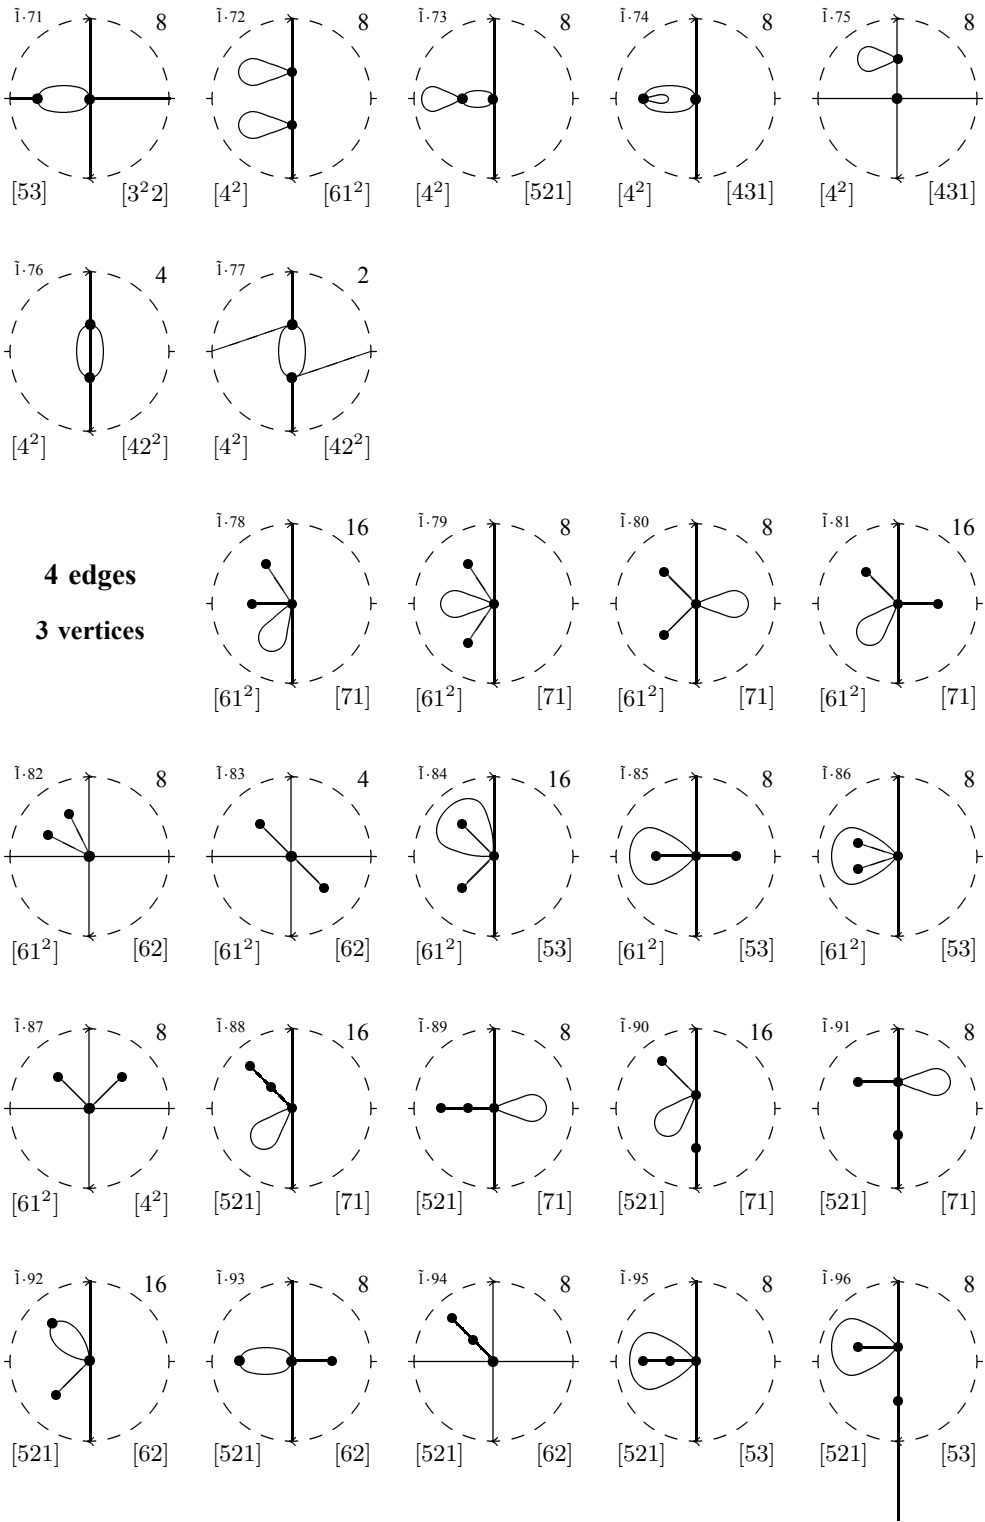 Ĩ·71 8 Ĩ·72 8 Ĩ·73 8 Ĩ·74 8 Ĩ·75 8
[53] [3²2] [4²] [61²] [4²] [521] [4²] [431] [4²] [431]
Ĩ·76 4 Ĩ·77 2
[4²] [42²] [4²] [42²]
Ĩ·78 16 Ĩ·79 8 Ĩ·80 8 Ĩ·81 16
4 edges
3 vertices
[61²] [71] [61²] [71] [61²] [71] [61²] [71]
Ĩ·82 8 Ĩ·83 4 Ĩ·84 16 Ĩ·85 8 Ĩ·86 8
[61²] [62] [61²] [62] [61²] [53] [61²] [53] [61²] [53]
Ĩ·87 8 Ĩ·88 16 Ĩ·89 8 Ĩ·90 16 Ĩ·91 8
[61²] [4²] [521] [71] [521] [71] [521] [71] [521] [71]
Ĩ·92 16 Ĩ·93 8 Ĩ·94 8 Ĩ·95 8 Ĩ·96 8
[521] [62] [521] [62] [521] [62] [521] [53] [521] [53]